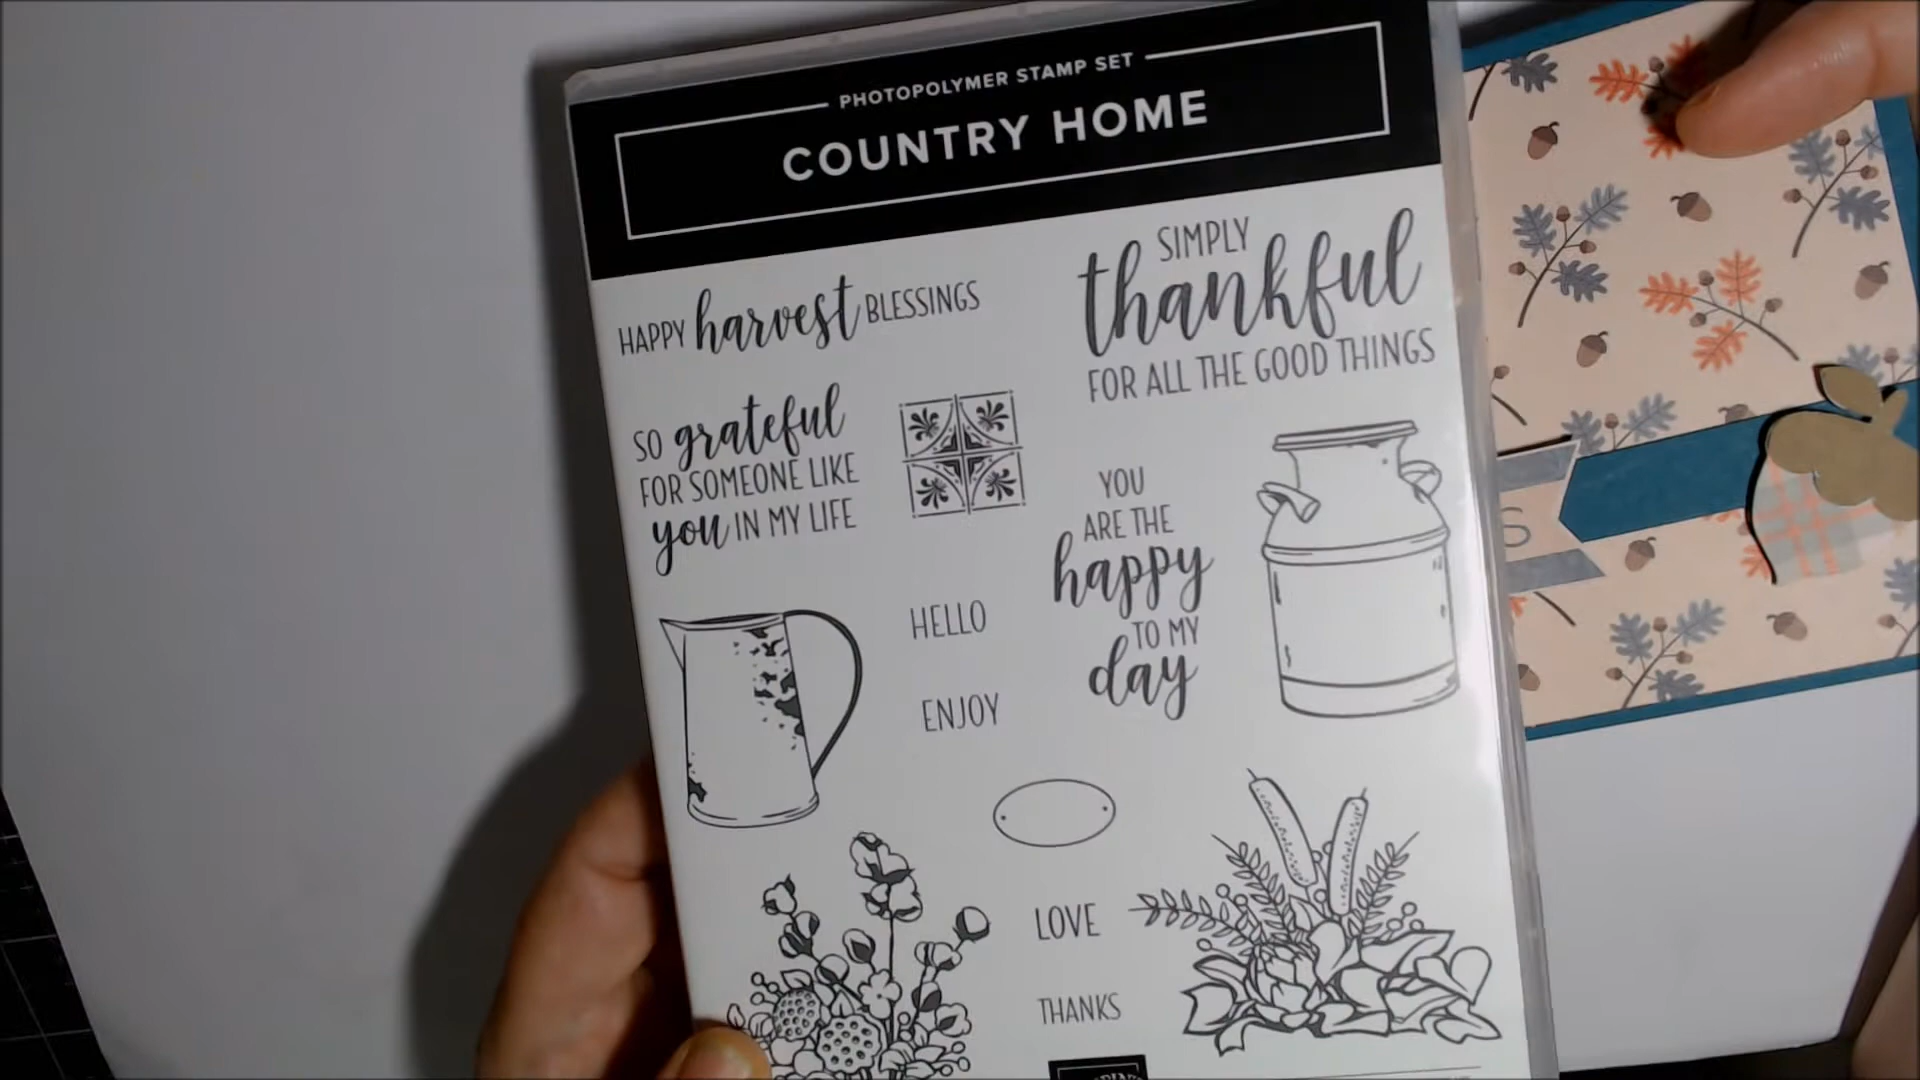 PHOTOPOLYMER STAMP SET
COUNTRY HOME
HAPPY harvest BLESSINGS
SIMPLY
thankful
FOR ALL THE GOOD THINGS
SO grateful
FOR SOMEONE LIKE
you IN MY LIFE
YOU
ARE THE
happy
TO MY
day
HELLO
ENJOY
LOVE
THANKS
S